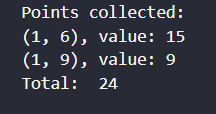 Points collected:
(1, 6), value: 15
(1, 9), value: 9
Total:  24